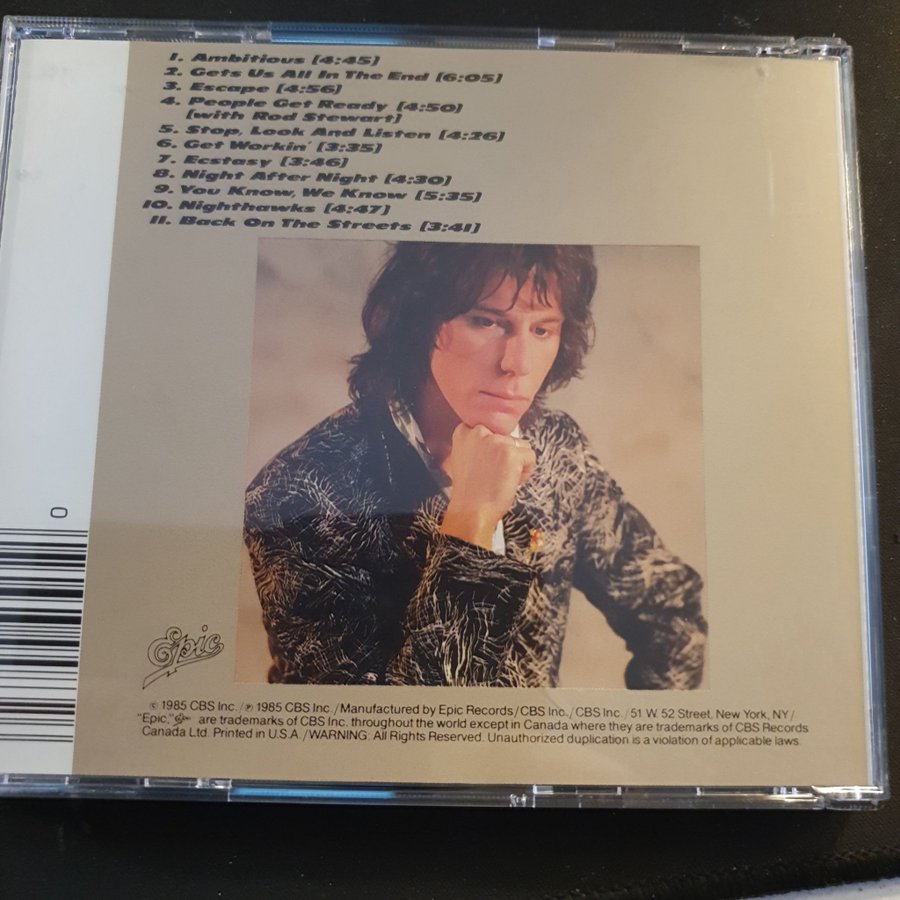 1. Ambitious (4:45)
2. Gets Us All In The End (6:05)
3. Escape (4:56)
4. People Get Ready (4:50)
(with Rod Stewart)
5. Stop, Look And Listen (4:26)
6. Get Workin' (3:35)
7. Ecstasy (3:46)
8. Night After Night (4:30)
9. You Know, We Know (5:35)
10. Nighthawks (4:47)
11. Back On The Streets (3:41)
0
Epic
© 1985 CBS Inc./℗ 1985 CBS Inc./Manufactured by Epic Records/CBS Inc./CBS Inc./51 W. 52 Street, New York, NY/
"Epic," Epic are trademarks of CBS Inc. throughout the world except in Canada where they are trademarks of CBS Records
Canada Ltd. Printed in U.S.A./WARNING: All Rights Reserved. Unauthorized duplication is a violation of applicable laws.